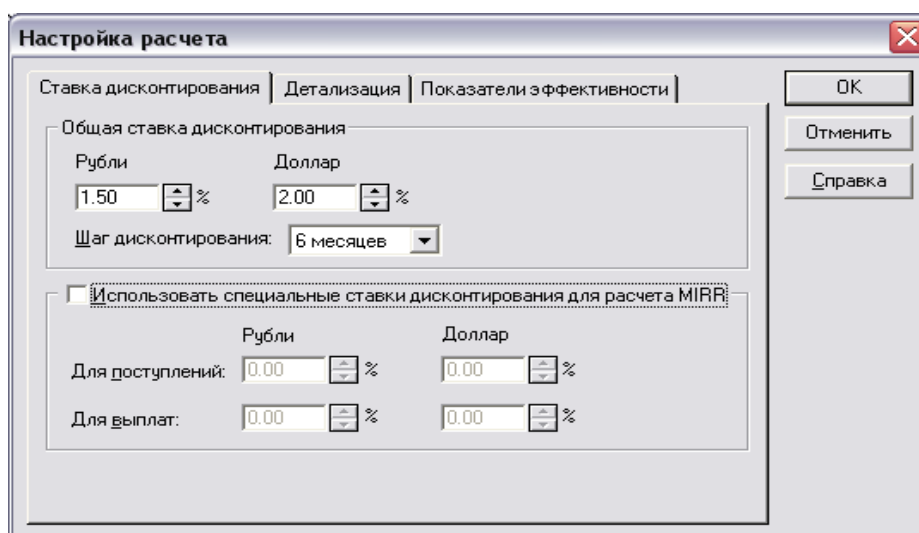 Настройка расчета
Ставка дисконтирования Детализация Показатели эффективности
OK
Отменить
Справка
Общая ставка дисконтирования
Рубли Доллар
1.50 % 2.00 %
Шаг дисконтирования: 6 месяцев
Использовать специальные ставки дисконтирования для расчета MIRR
Рубли Доллар
Для поступлений: 0.00 % 0.00 %
Для выплат: 0.00 % 0.00 %